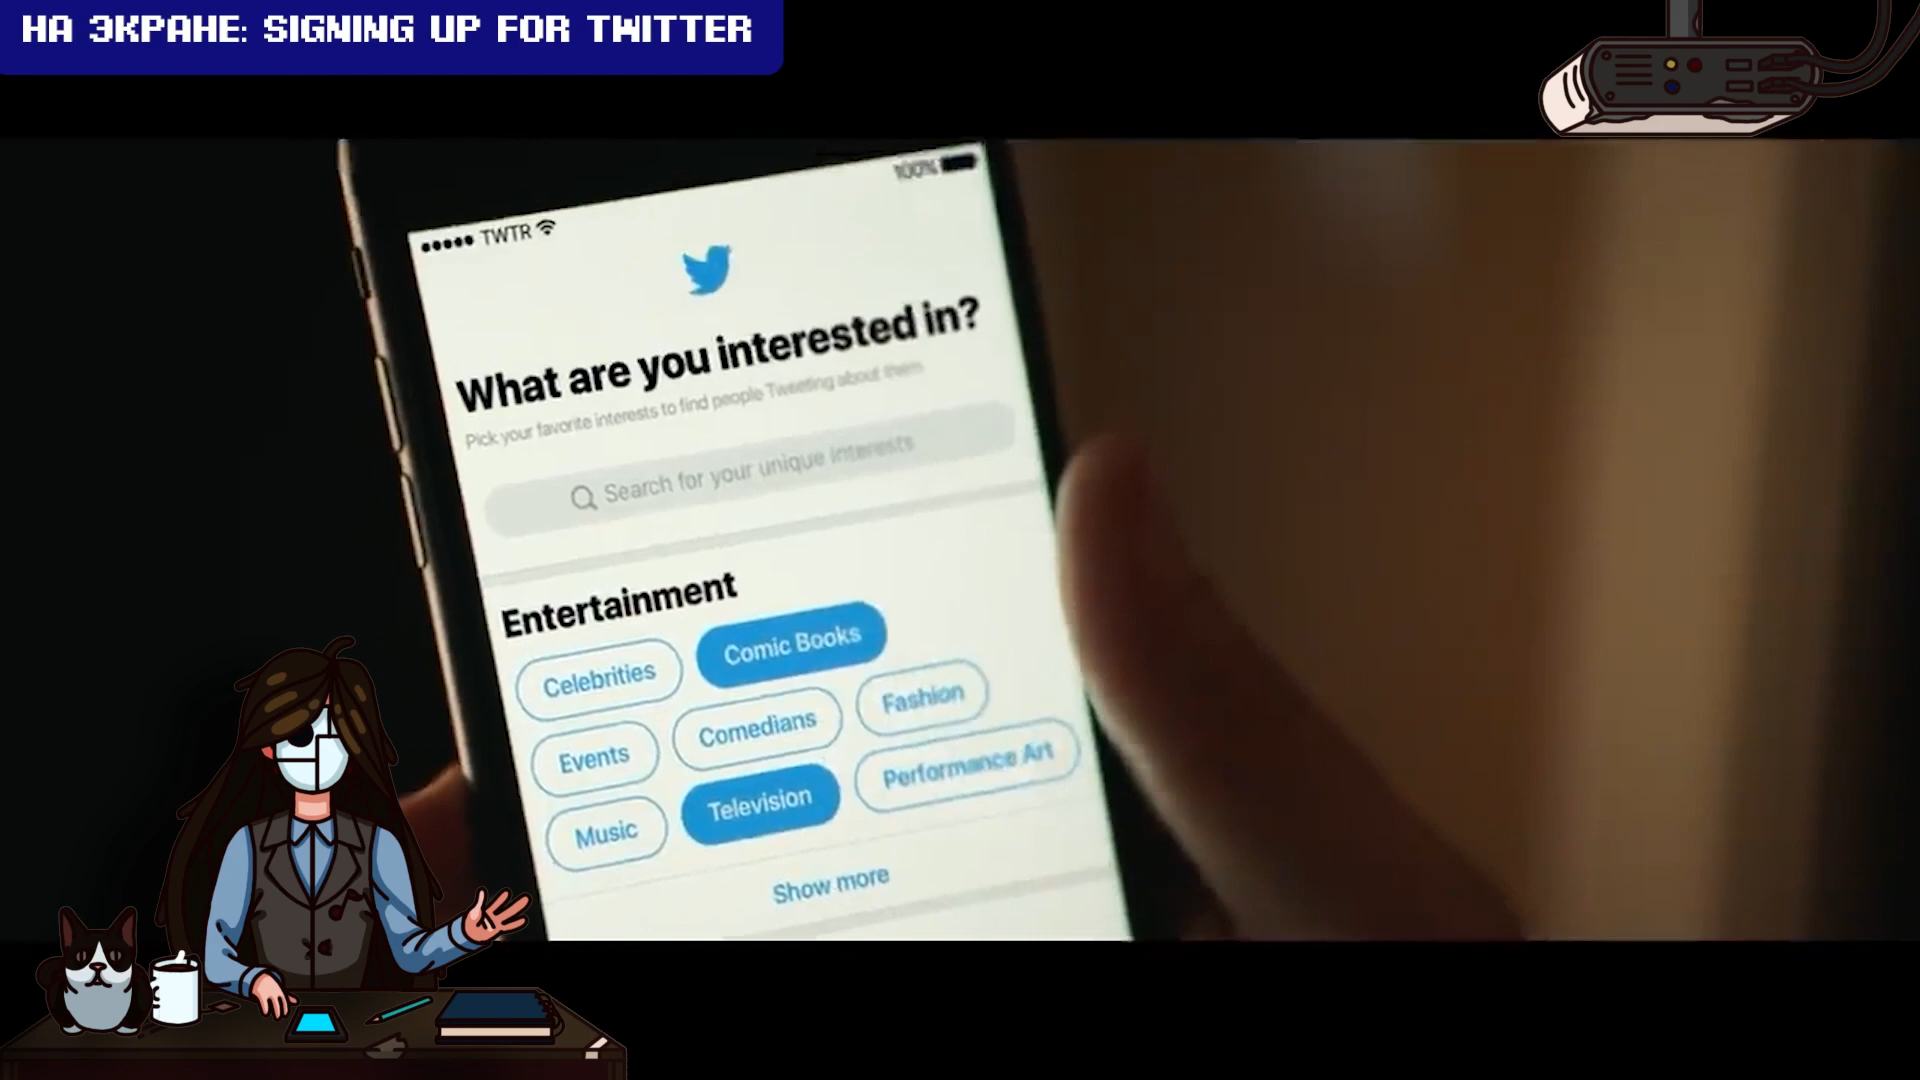 НА ЭКРАНЕ: SIGNING UP FOR TWITTER
100%
TWTR
What are you interested in?
Pick your favorite interests to find people Tweeting about them
Search for your unique interests
Entertainment
Celebrities Comic Books
Events Comedians Fashion
Music Television Performance Art
Show more